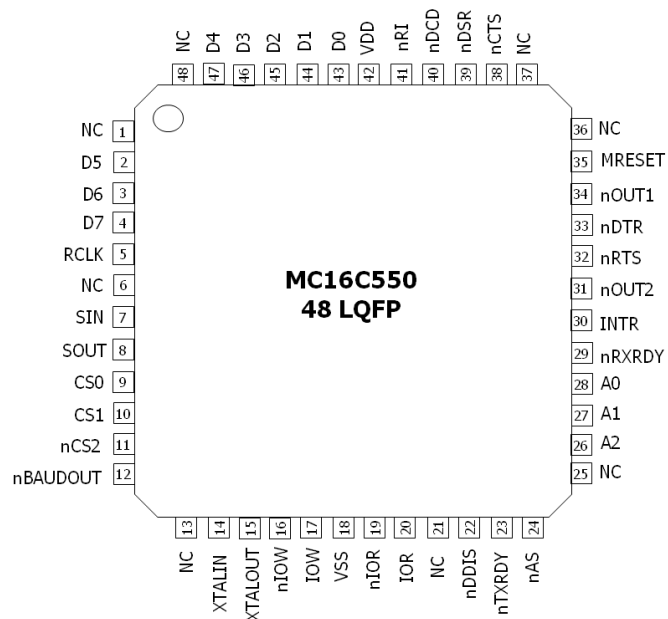 NC D4 D3 D2 D1 D0 VDD nRI nDCD nDSR nCTS NC
48 47 46 45 44 43 42 41 40 39 38 37
NC 1
D5 2
D6 3
D7 4
RCLK 5
NC 6
SIN 7
SOUT 8
CS0 9
CS1 10
nCS2 11
nBAUDOUT 12
MC16C550
48 LQFP
36 NC
35 MRESET
34 nOUT1
33 nDTR
32 nRTS
31 nOUT2
30 INTR
29 nRXRDY
28 A0
27 A1
26 A2
25 NC
13 14 15 16 17 18 19 20 21 22 23 24
NC XTALIN XTALOUT nIOW IOW VSS nIOR IOR NC nDDIS nTXRDY nAS